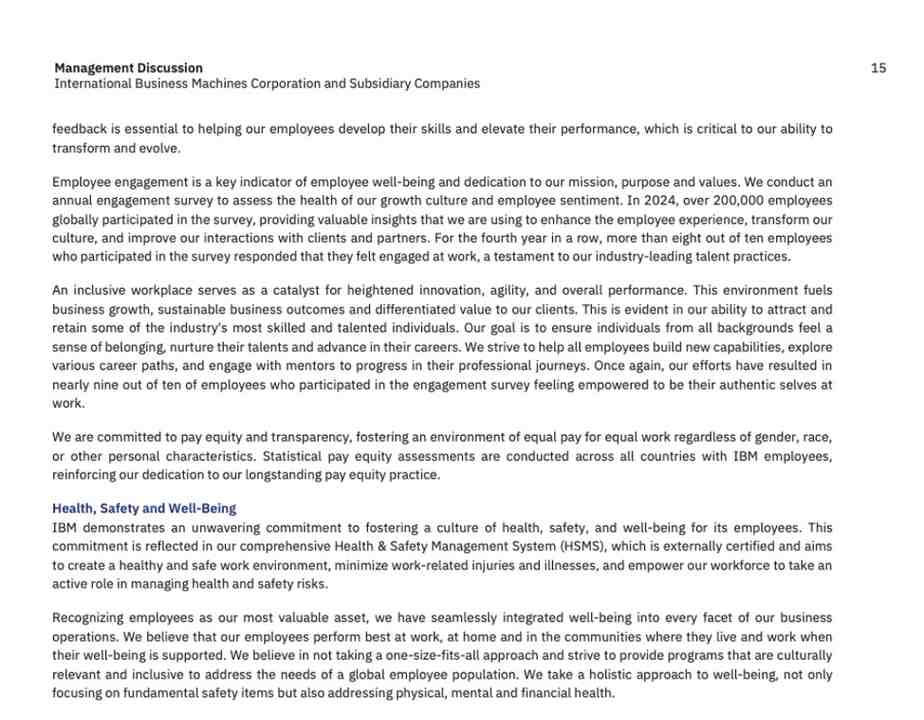 Management Discussion
15
International Business Machines Corporation and Subsidiary Companies
feedback is essential to helping our employees develop their skills and elevate their performance, which is critical to our ability to
transform and evolve.
Employee engagement is a key indicator of employee well-being and dedication to our mission, purpose and values. We conduct an
annual engagement survey to assess the health of our growth culture and employee sentiment. In 2024, over 200,000 employees
globally participated in the survey, providing valuable insights that we are using to enhance the employee experience, transform our
culture, and improve our interactions with clients and partners. For the fourth year in a row, more than eight out of ten employees
who participated in the survey responded that they felt engaged at work, a testament to our industry-leading talent practices.
An inclusive workplace serves as a catalyst for heightened innovation, agility, and overall performance. This environment fuels
business growth, sustainable business outcomes and differentiated value to our clients. This is evident in our ability to attract and
retain some of the industry's most skilled and talented individuals. Our goal is to ensure individuals from all backgrounds feel a
sense of belonging, nurture their talents and advance in their careers. We strive to help all employees build new capabilities, explore
various career paths, and engage with mentors to progress in their professional journeys. Once again, our efforts have resulted in
nearly nine out of ten of employees who participated in the engagement survey feeling empowered to be their authentic selves at
work.
We are committed to pay equity and transparency, fostering an environment of equal pay for equal work regardless of gender, race,
or other personal characteristics. Statistical pay equity assessments are conducted across all countries with IBM employees,
reinforcing our dedication to our longstanding pay equity practice.
Health, Safety and Well-Being
IBM demonstrates an unwavering commitment to fostering a culture of health, safety, and well-being for its employees. This
commitment is reflected in our comprehensive Health & Safety Management System (HSMS), which is externally certified and aims
to create a healthy and safe work environment, minimize work-related injuries and illnesses, and empower our workforce to take an
active role in managing health and safety risks.
Recognizing employees as our most valuable asset, we have seamlessly integrated well-being into every facet of our business
operations. We believe that our employees perform best at work, at home and in the communities where they live and work when
their well-being is supported. We believe in not taking a one-size-fits-all approach and strive to provide programs that are culturally
relevant and inclusive to address the needs of a global employee population. We take a holistic approach to well-being, not only
focusing on fundamental safety items but also addressing physical, mental and financial health.